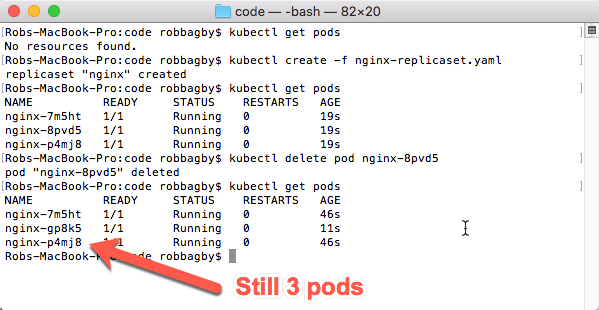 code — -bash — 82×20
[Robs-MacBook-Pro:code robbagby$ kubectl get pods ]
No resources found.
[Robs-MacBook-Pro:code robbagby$ kubectl create -f nginx-replicaset.yaml ]
replicaset "nginx" created
[Robs-MacBook-Pro:code robbagby$ kubectl get pods ]
NAME READY STATUS RESTARTS AGE
nginx-7m5ht 1/1 Running 0 19s
nginx-8pvd5 1/1 Running 0 19s
nginx-p4mj8 1/1 Running 0 19s
[Robs-MacBook-Pro:code robbagby$ kubectl delete pod nginx-8pvd5 ]
pod "nginx-8pvd5" deleted
[Robs-MacBook-Pro:code robbagby$ kubectl get pods ]
NAME READY STATUS RESTARTS AGE
nginx-7m5ht 1/1 Running 0 46s
nginx-gp8k5 1/1 Running 0 11s
nginx-p4mj8 1/1 Running 0 46s
Robs-MacBook-Pro:code robbagby$
Still 3 pods